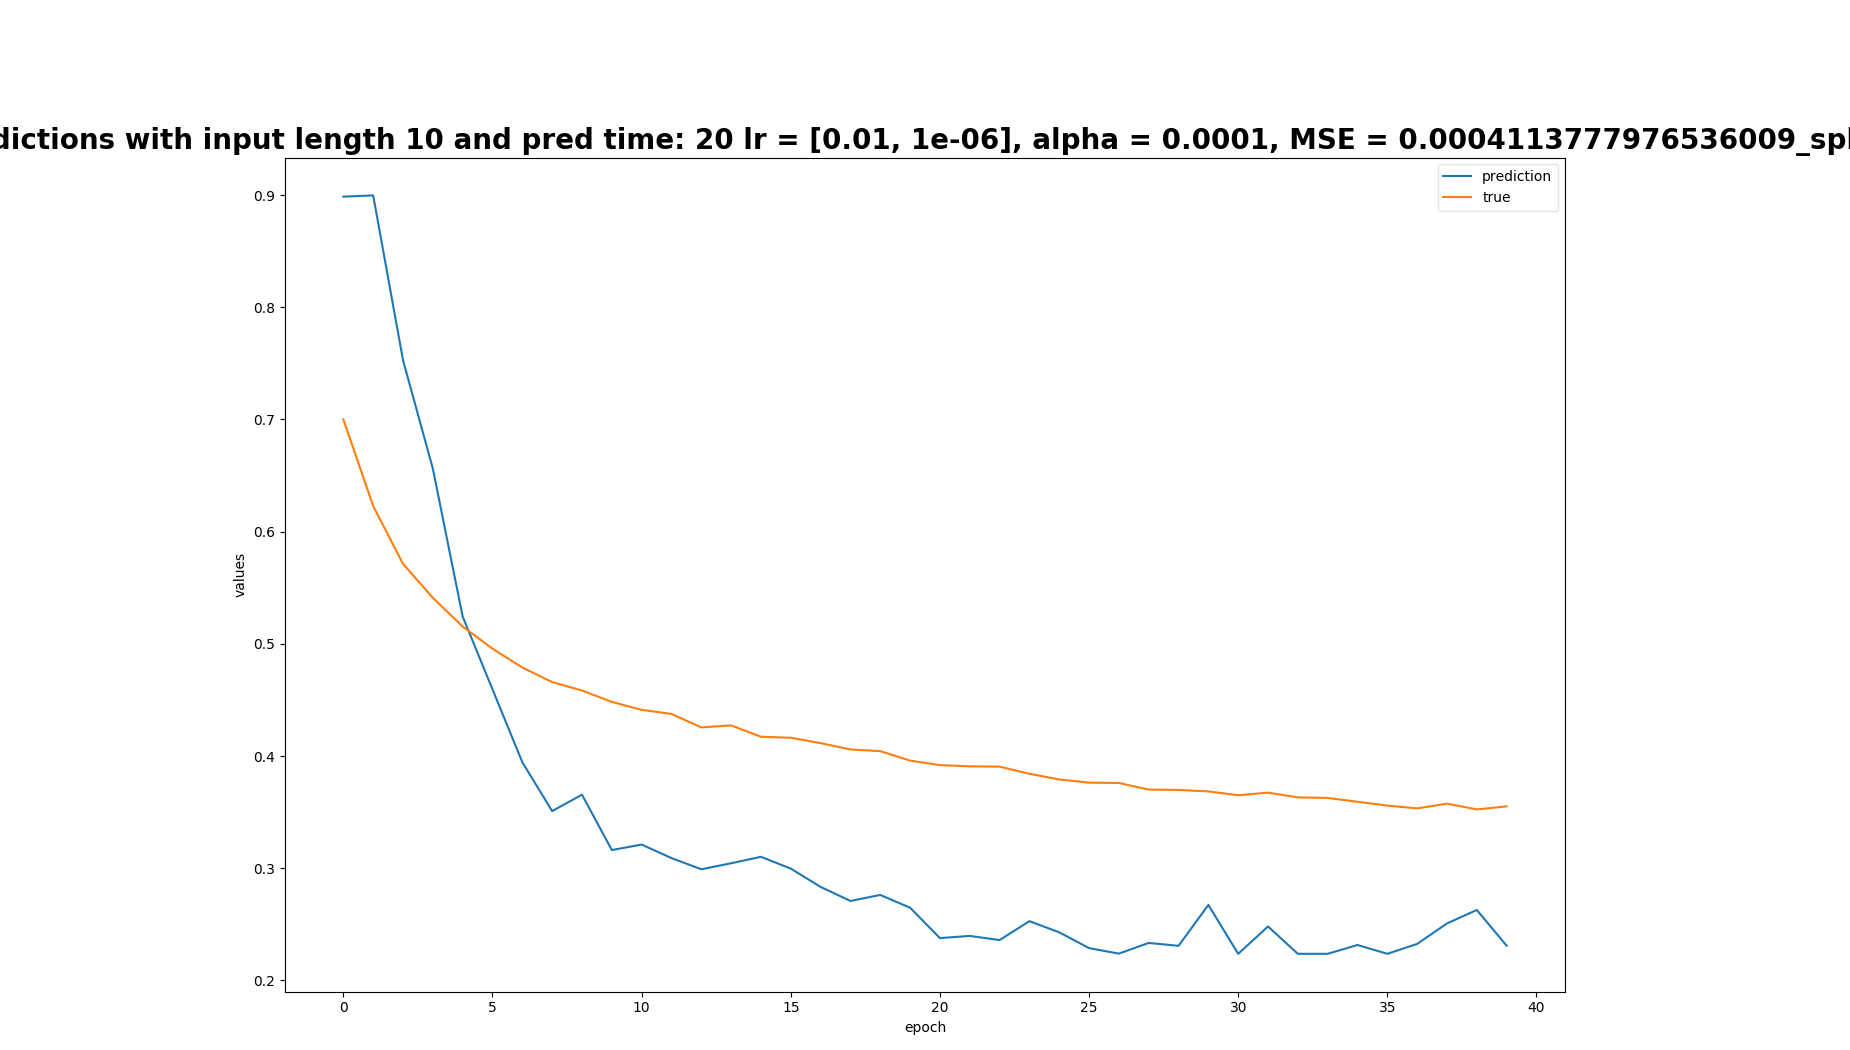 dictions with input length 10 and pred time: 20 lr = [0.01, 1e-06], alpha = 0.0001, MSE = 0.0004113777976536009_spl
prediction
true
0.9
0.8
0.7
0.6
0.5
0.4
0.3
0.2
values
0 5 10 15 20 25 30 35 40
epoch